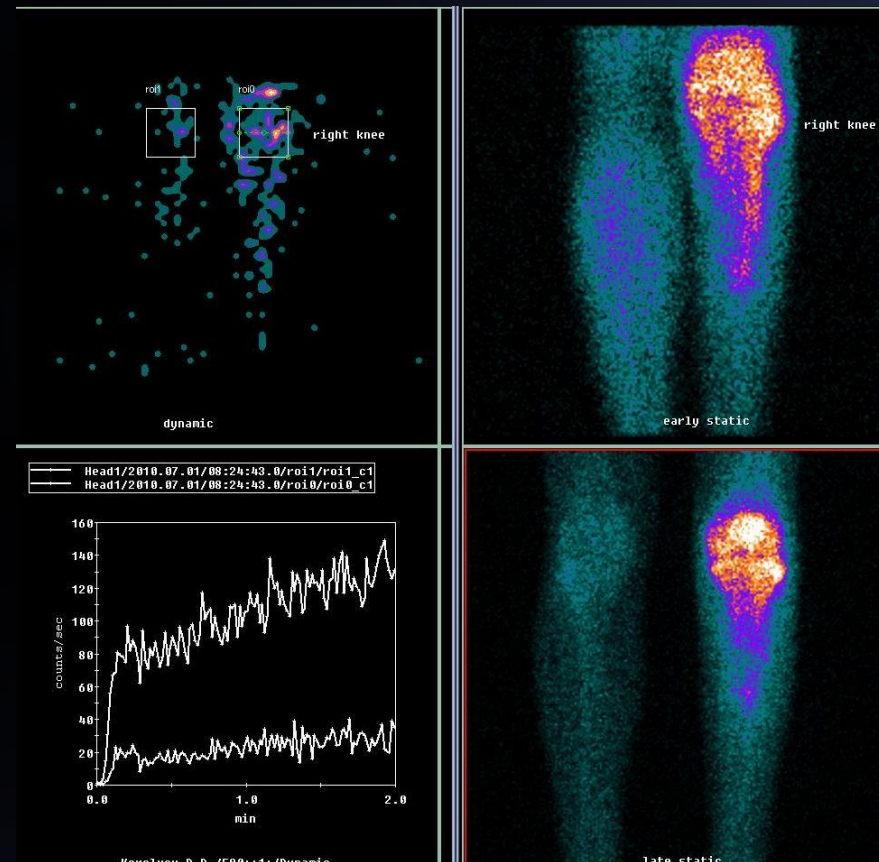 roi1
roi0
right knee
dynamic
right knee
early static
Head1/2010.07.01/08:24:43.0/roi1/roi1_c1
Head1/2010.07.01/08:24:43.0/roi0/roi0_c1
160
140
120
100
80
60
40
20
0
counts/sec
0.0 1.0 2.0
min
late static